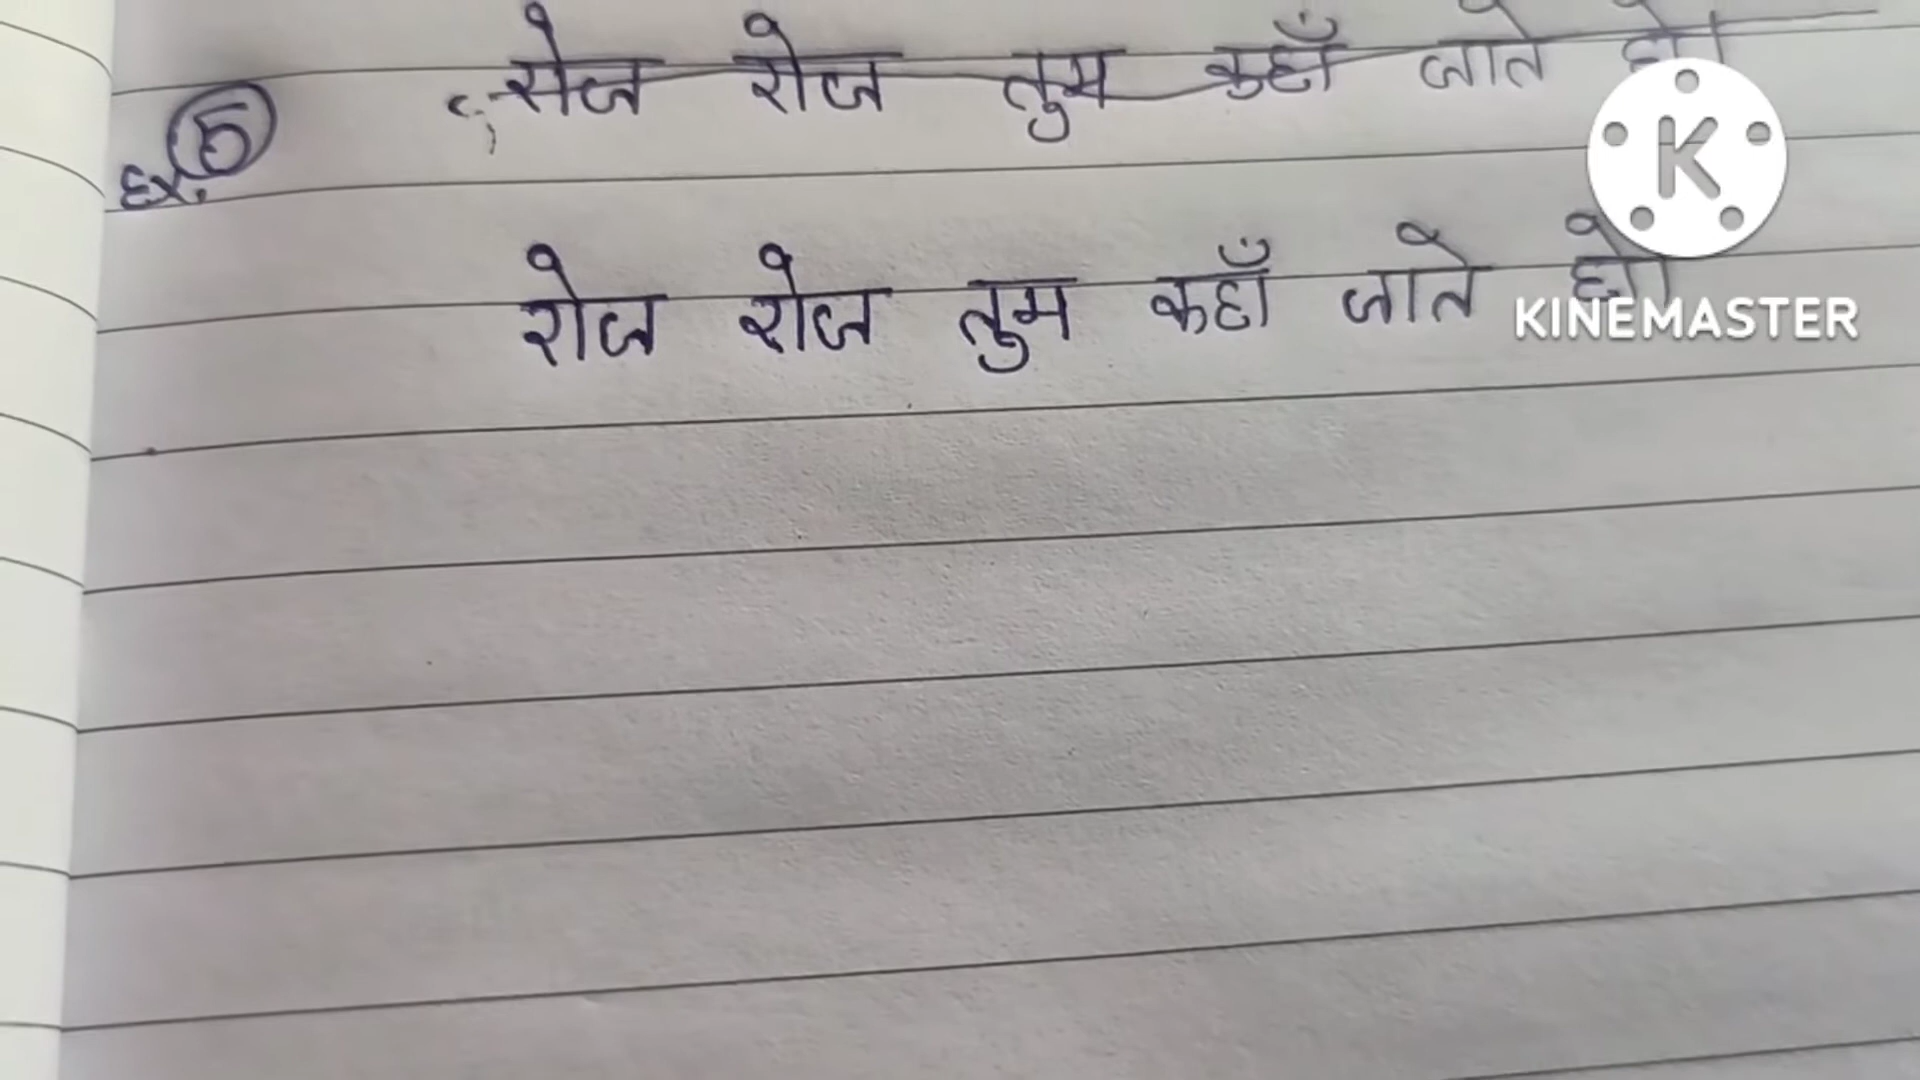 रोज रोज तुम कहाँ जाते हो।
Ex. 5
रोज रोज तुम कहाँ जाते हो
KINEMASTER